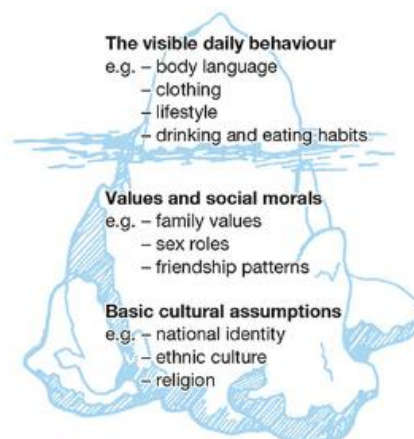 The visible daily behaviour
e.g. – body language
– clothing
– lifestyle
– drinking and eating habits
Values and social morals
e.g. – family values
– sex roles
– friendship patterns
Basic cultural assumptions
e.g. – national identity
– ethnic culture
– religion